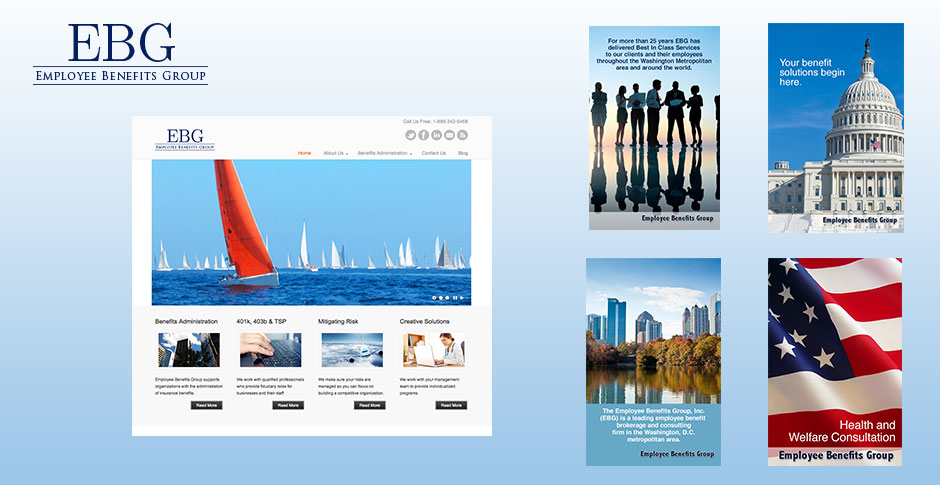 EBG
EMPLOYEE BENEFITS GROUP
Call Us Free: 1-888-342-5488
EBG
EMPLOYEE BENEFITS GROUP
Home About Us Benefits Administration Contact Us Blog
Benefits Administration
Employee Benefits Group supports
organizations with the administration
of insurance benefits.
Read More
401k, 403b & TSP
We work with qualified professionals
who provide fiduciary roles for
businesses and their staff.
Read More
Mitigating Risk
We make sure your risks are
managed so you can focus on
building a competitive organization.
Read More
Creative Solutions
We work with your management
team to provide individualized
programs.
Read More
For more than 25 years EBG has
delivered Best In Class Services
to our clients and their employees
throughout the Washington Metropolitan
area and around the world.
Employee Benefits Group
Your benefit
solutions begin
here.
Employee Benefits Group
The Employee Benefits Group, Inc.
(EBG) is a leading employee benefit
brokerage and consulting
firm in the Washington, D.C.
metropolitan area.
Employee Benefits Group
Health and
Welfare Consultation
Employee Benefits Group